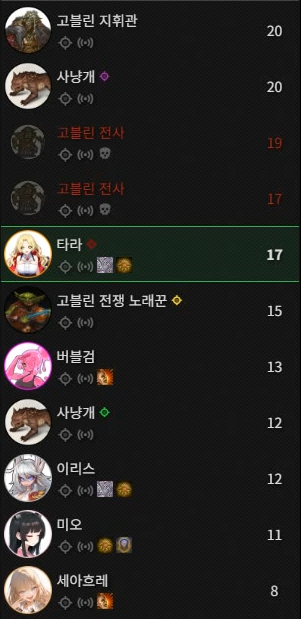 고블린 지휘관
20
사냥개
20
고블린 전사
19
고블린 전사
17
타라
17
고블린 전쟁 노래꾼
15
버블검
13
사냥개
12
이리스
12
미오
11
세아흐레
8